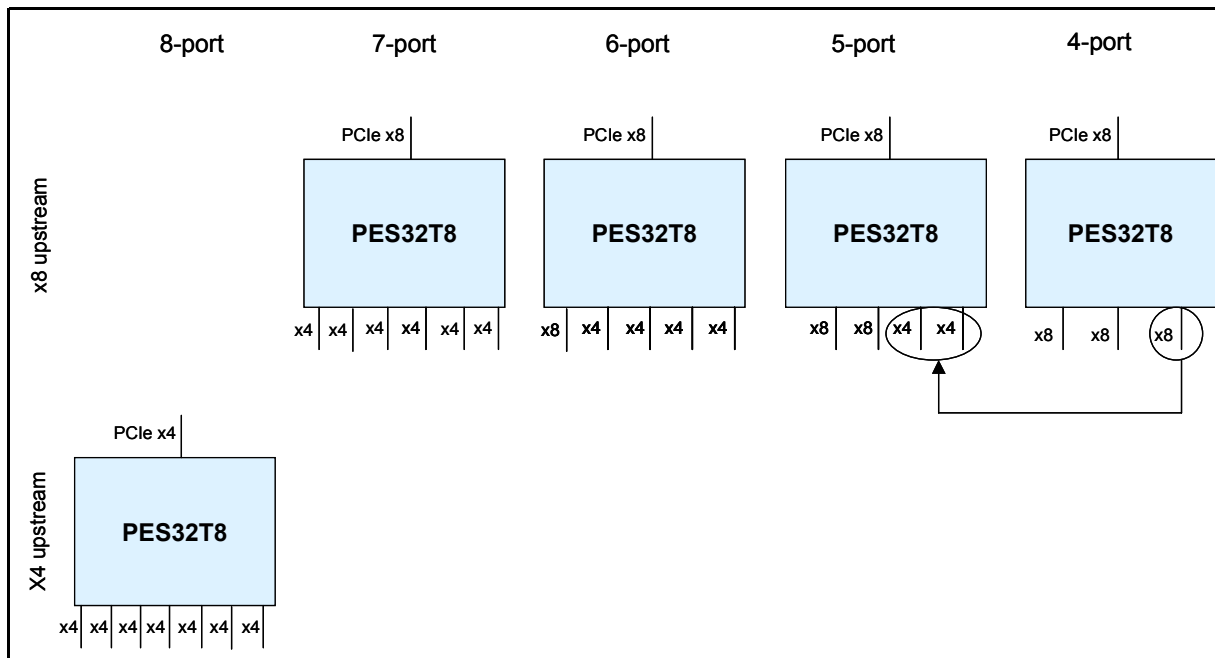 8-port 7-port 6-port 5-port 4-port
x8 upstream
PCIe x8 PCIe x8 PCIe x8 PCIe x8
PES32T8 PES32T8 PES32T8 PES32T8
x4 x4 x4 x4 x4 x4
x8 x4 x4 x4 x4
x8 x8 x4 x4
x8 x8 x8
X4 upstream
PCIe x4
PES32T8
x4 x4 x4 x4 x4 x4 x4